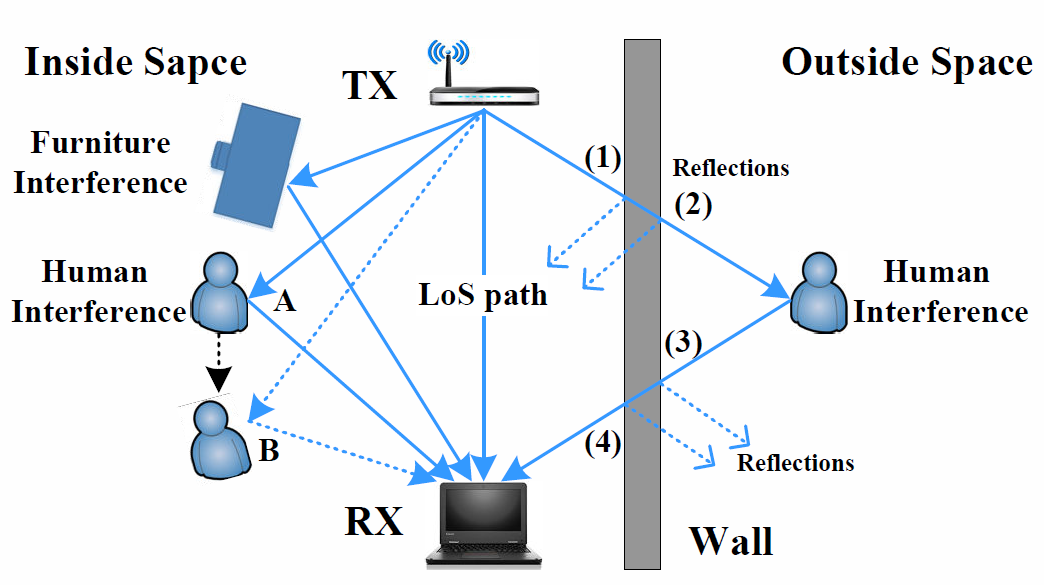 Inside Sapce
TX
Outside Space
Furniture
Interference
(1)
Reflections
(2)
Human
Interference
A
LoS path
Human
Interference
(3)
B
(4)
Reflections
RX
Wall